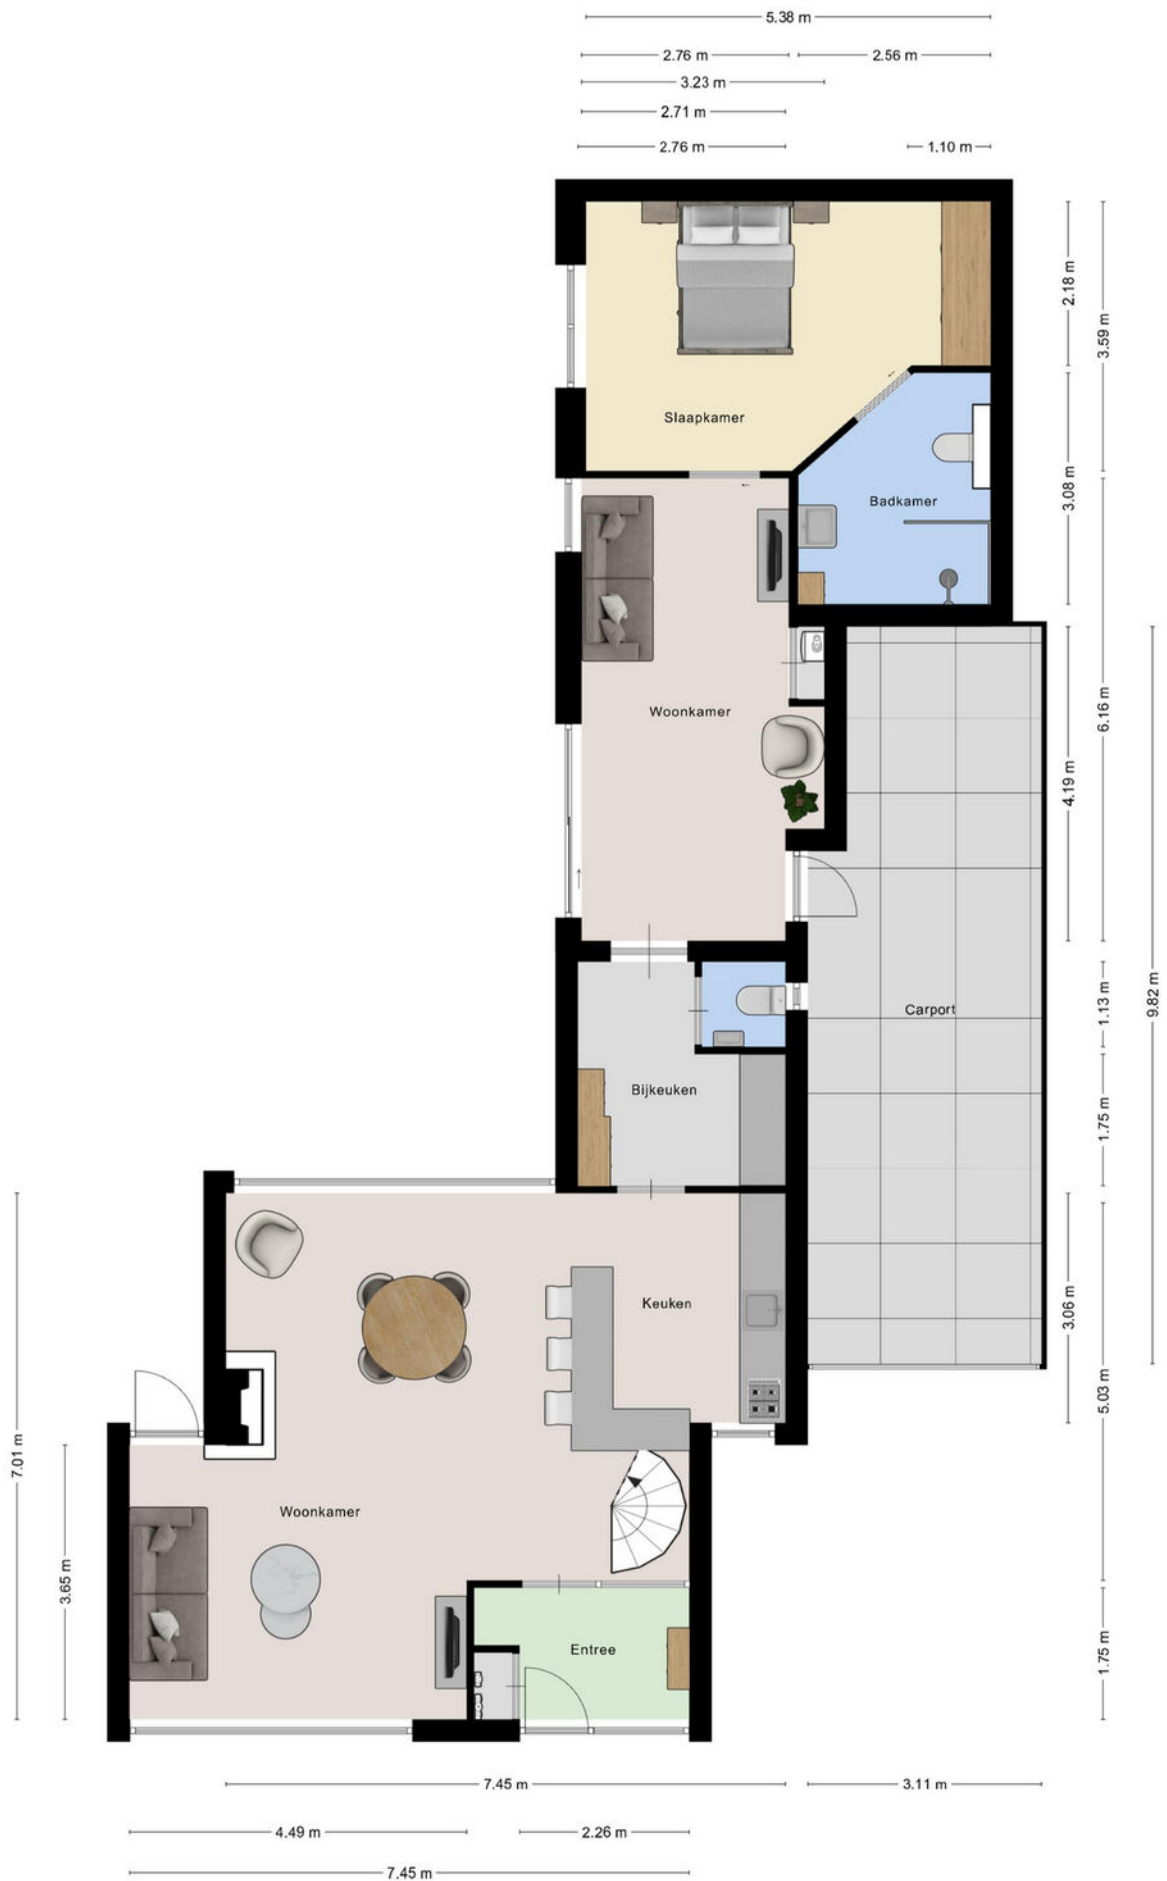 5.38 m
2.76 m
2.56 m
3.23 m
2.71 m
2.76 m
1.10 m
2.18 m
3.59 m
Slaapkamer
3.08 m
Badkamer
6.16 m
Woonkamer
4.19 m
9.82 m
1.13 m
Carport
Bijkeuken
1.75 m
3.06 m
Keuken
5.03 m
7.01 m
Woonkamer
3.65 m
Entree
1.75 m
7.45 m
3.11 m
4.49 m
2.26 m
7.45 m